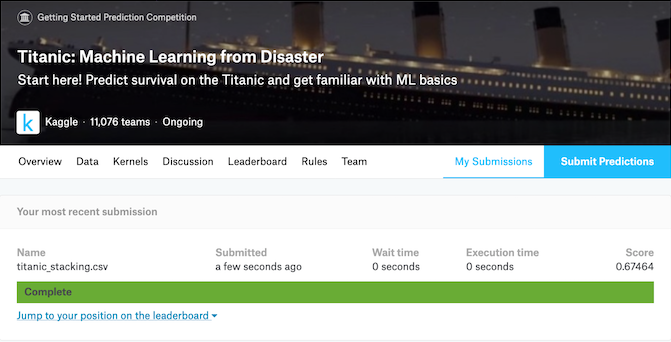 Getting Started Prediction Competition
Titanic: Machine Learning from Disaster
Start here! Predict survival on the Titanic and get familiar with ML basics
k Kaggle · 11,076 teams · Ongoing
Overview Data Kernels Discussion Leaderboard Rules Team My Submissions Submit Predictions
Your most recent submission
Name Submitted Wait time Execution time Score
titanic_stacking.csv a few seconds ago 0 seconds 0 seconds 0.67464
Complete
Jump to your position on the leaderboard